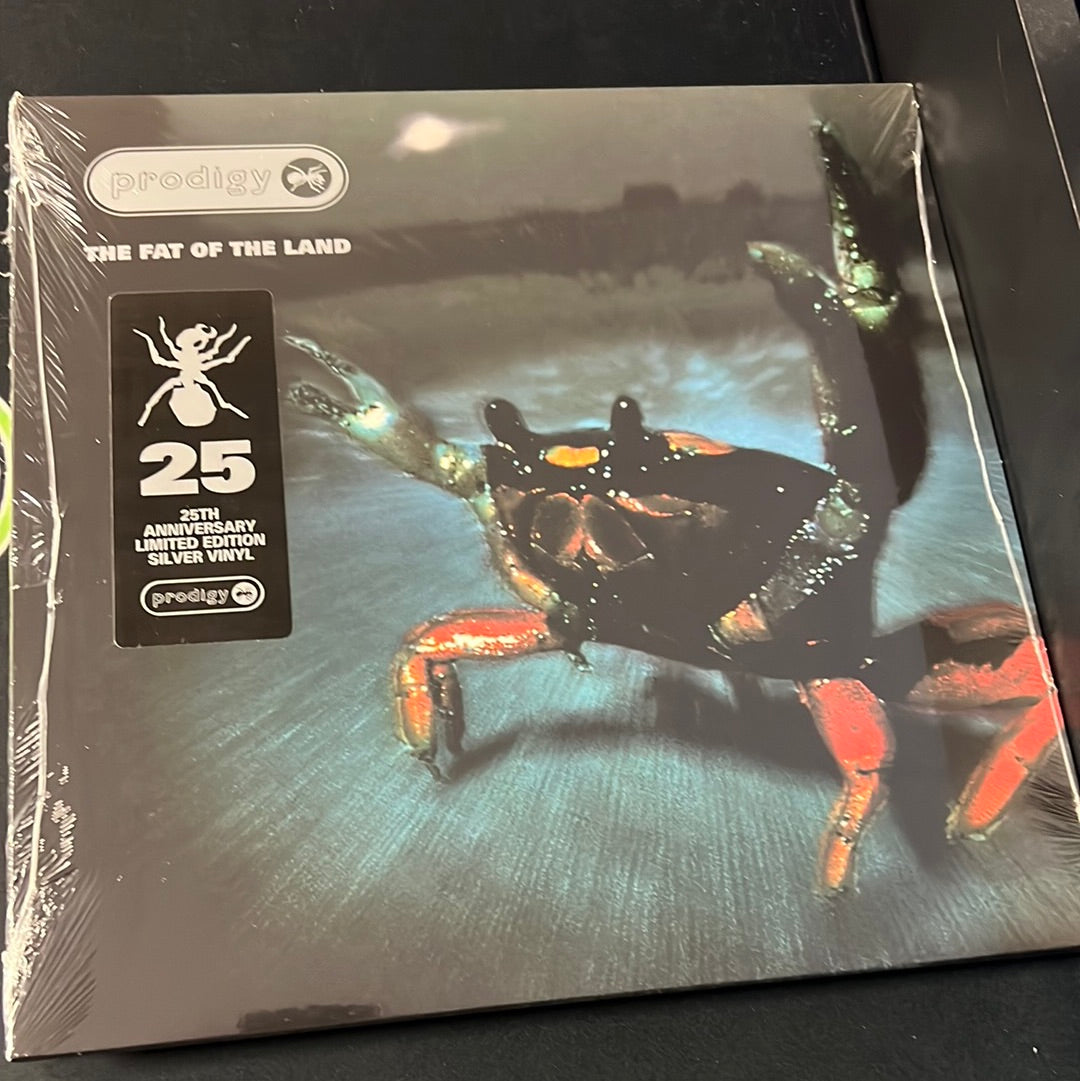 prodigy
THE FAT OF THE LAND
25
25TH
ANNIVERSARY
LIMITED EDITION
SILVER VINYL
prodigy